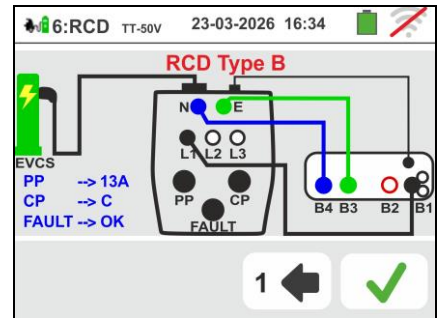 6:RCD TT-50V 23-03-2026 16:34
RCD Type B
N E
L1 L2 L3
EVCS
PP --> 13A
CP --> C
FAULT --> OK
PP CP
FAULT
B4 B3 B2 B1
1